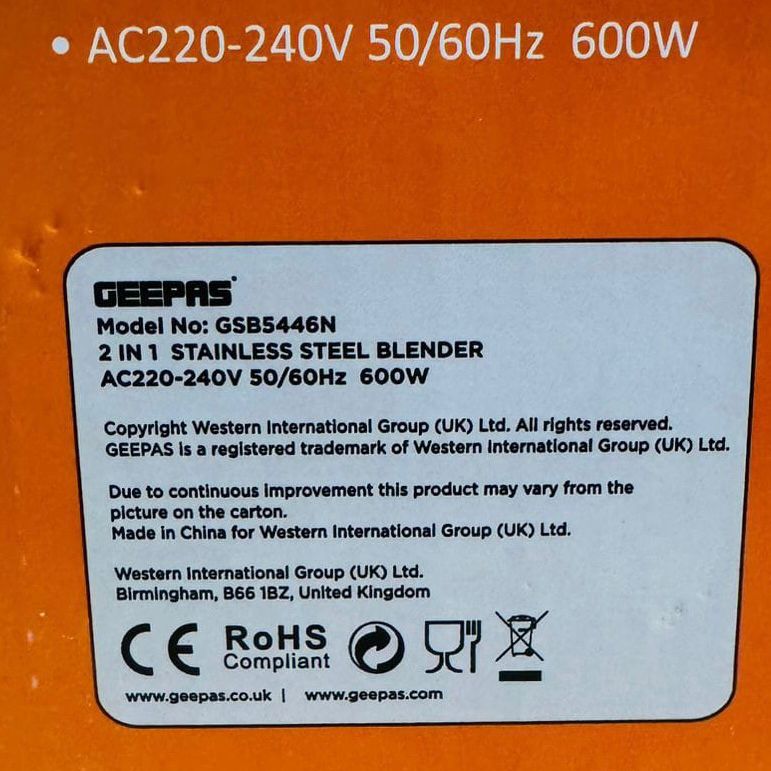 • AC220-240V 50/60Hz 600W
GEEPAS
Model No: GSB5446N
2 IN 1 STAINLESS STEEL BLENDER
AC220-240V 50/60Hz 600W
Copyright Western International Group (UK) Ltd. All rights reserved.
GEEPAS is a registered trademark of Western International Group (UK) Ltd.
Due to continuous improvement this product may vary from the
picture on the carton.
Made in China for Western International Group (UK) Ltd.
Western International Group (UK) Ltd.
Birmingham, B66 1BZ, United Kingdom
CE RoHS
Compliant
www.geepas.co.uk | www.geepas.com